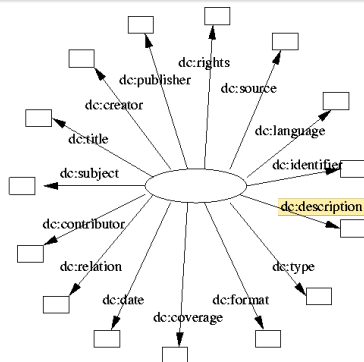 dc:rights
dc:publisher
dc:source
dc:creator
dc:language
dc:title
dc:identifier
dc:subject
dc:description
dc:contributor
dc:relation
dc:type
dc:date
dc:format
dc:coverage